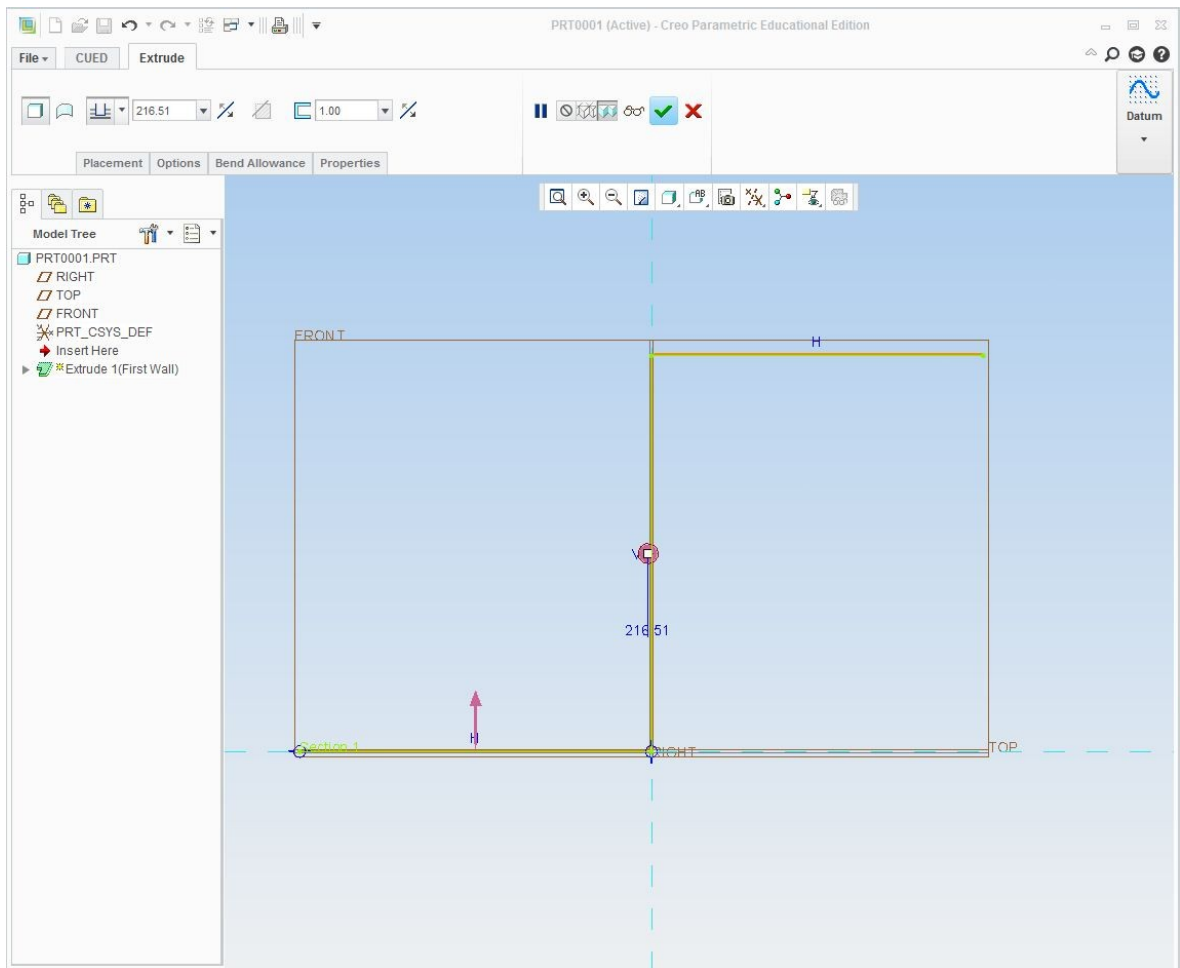 PRT0001 (Active) - Creo Parametric Educational Edition
File CUED Extrude
216.51 1.00
Datum
Placement Options Bend Allowance Properties
Model Tree
PRT0001.PRT
RIGHT
TOP
FRONT
PRT_CSYS_DEF
Insert Here
Extrude 1(First Wall)
FRONT
H
V
216.51
H
Section 1
RIGHT
TOP